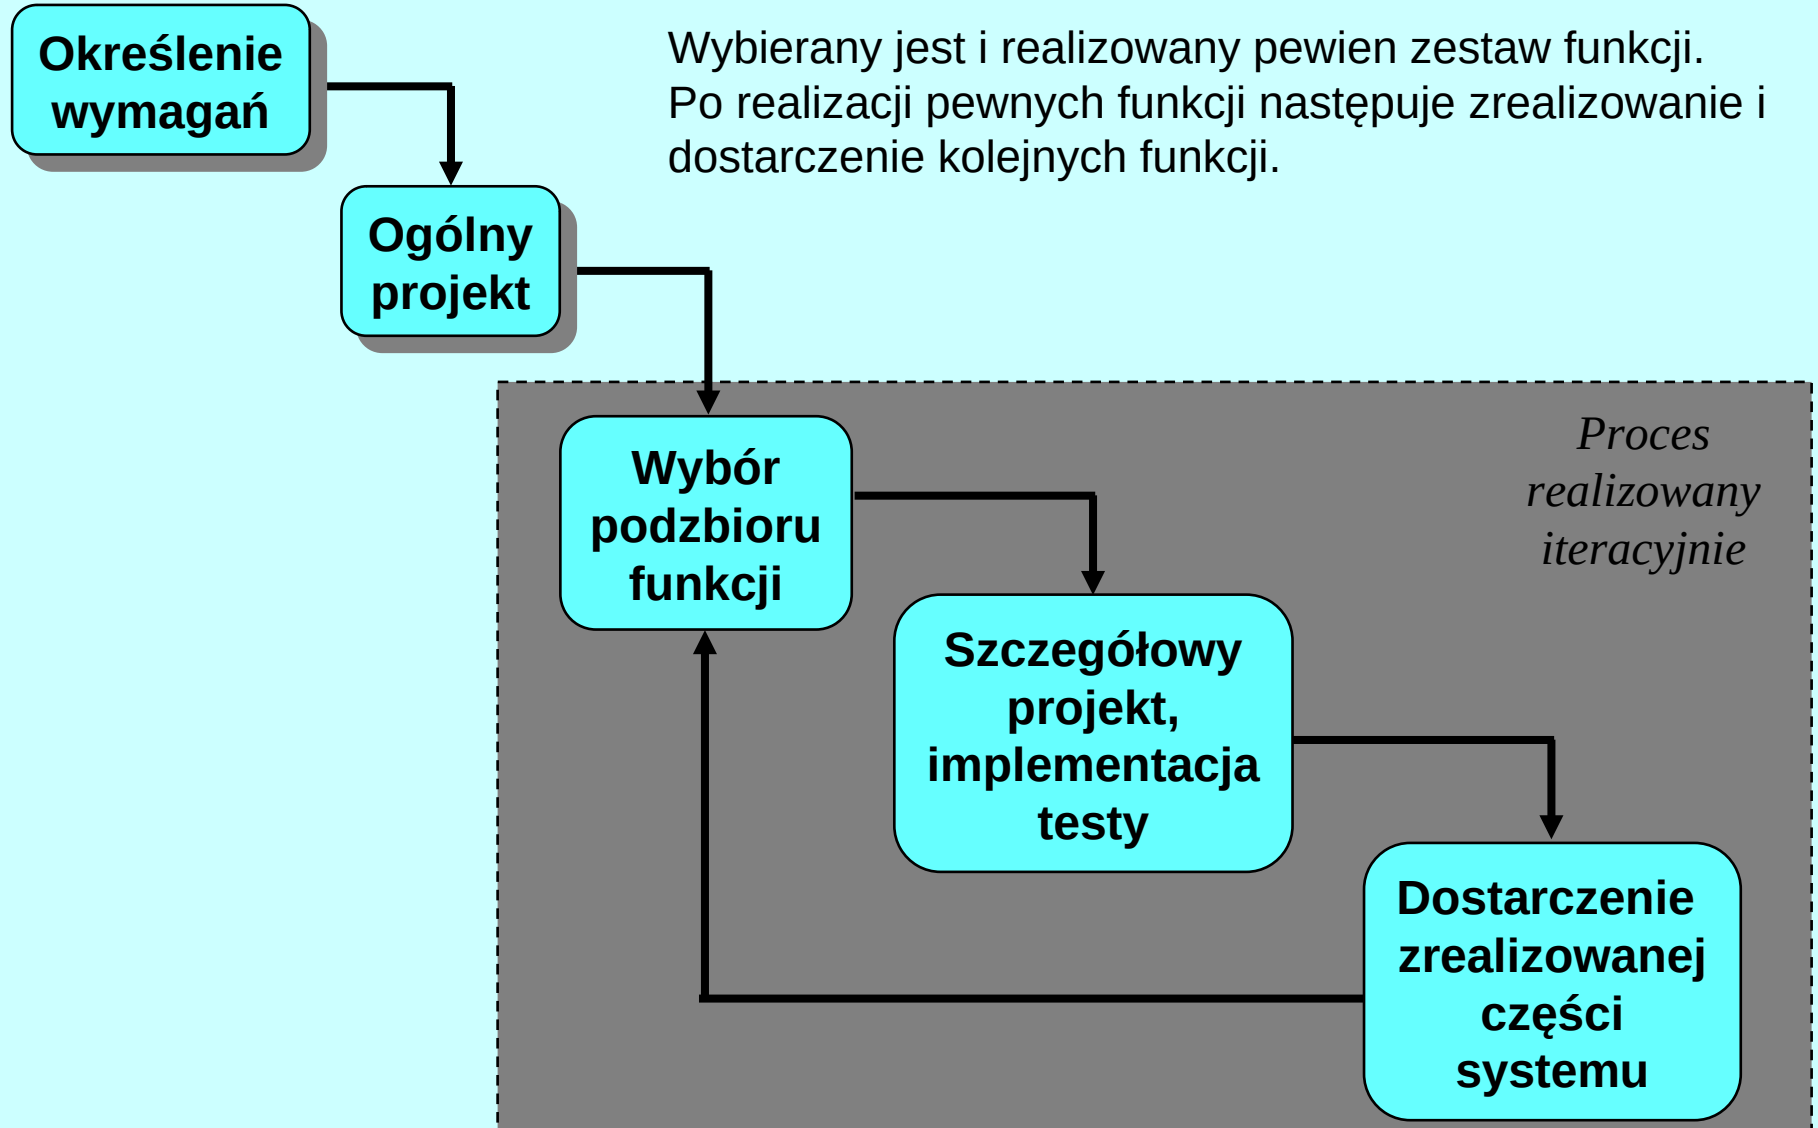 Określenie
wymagań
Wybierany jest i realizowany pewien zestaw funkcji.
Po realizacji pewnych funkcji następuje zrealizowanie i
dostarczenie kolejnych funkcji.
Ogólny
projekt
Wybór
podzbioru
funkcji
Proces
realizowany
iteracyjnie
Szczegółowy
projekt,
implementacja
testy
Dostarczenie
zrealizowanej
części
systemu